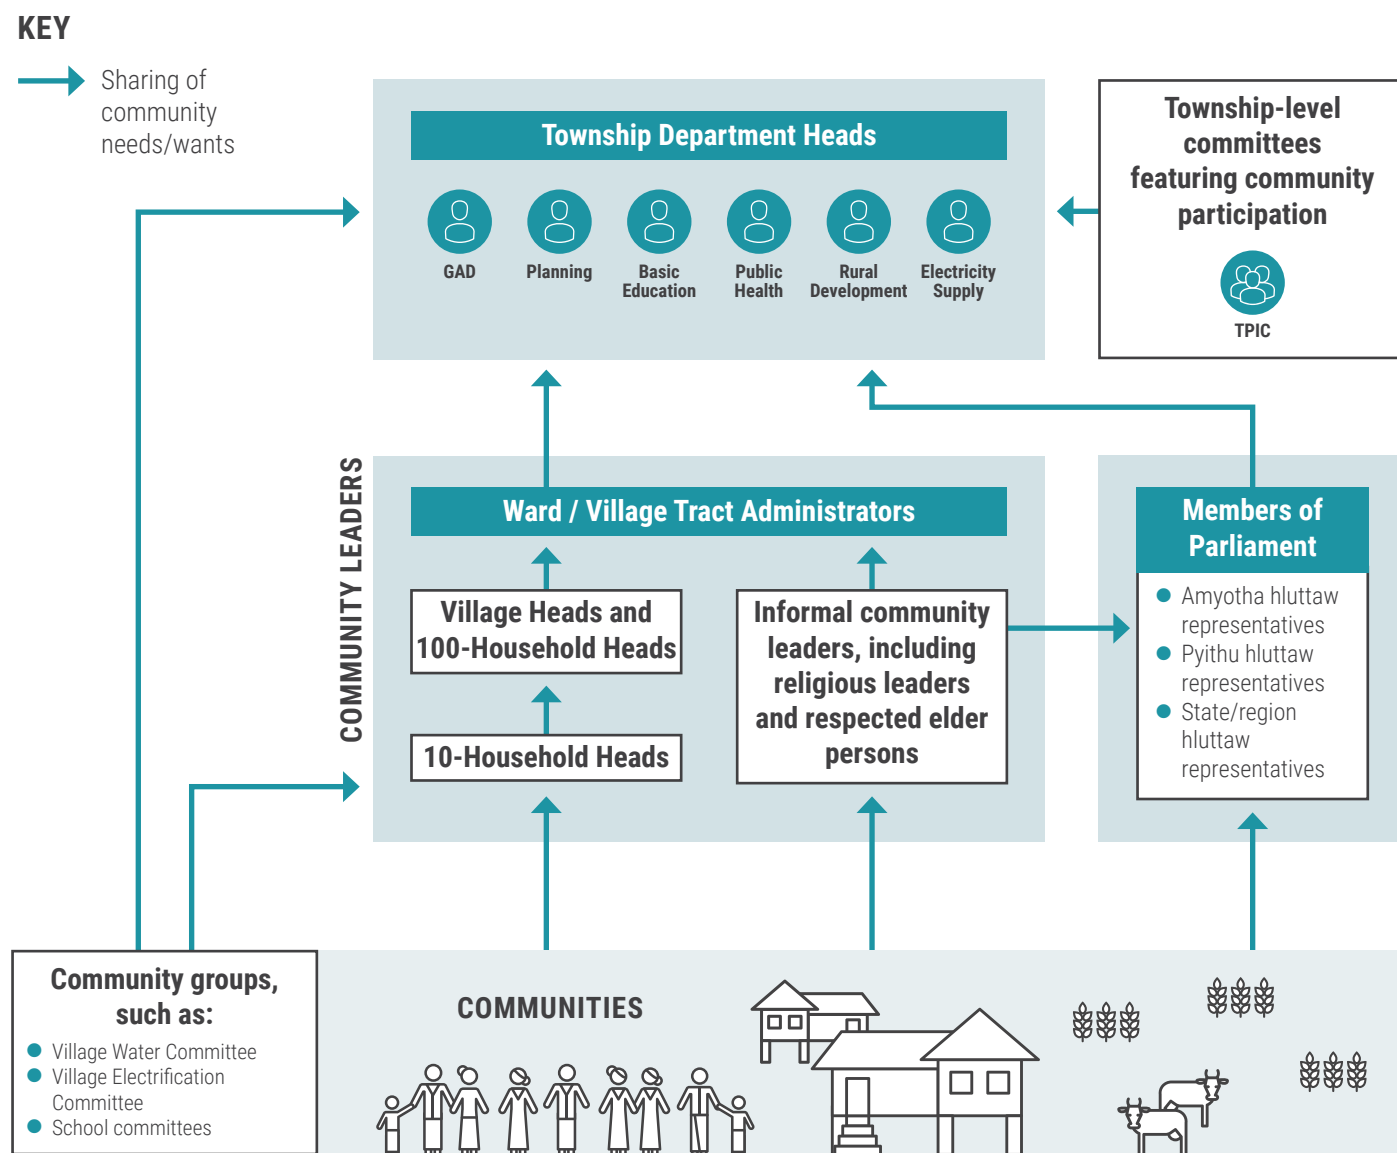 KEY
Sharing of
community
needs/wants
Township Department Heads
GAD
Planning
Basic
Education
Public
Health
Rural
Development
Electricity
Supply
Township-level
committees
featuring community
participation
TPIC
COMMUNITY LEADERS
Ward / Village Tract Administrators
Village Heads and
100-Household Heads
10-Household Heads
Informal community
leaders, including
religious leaders
and respected elder
persons
Members of
Parliament
Amyotha hluttaw
representatives
Pyithu hluttaw
representatives
State/region
hluttaw
representatives
Community groups,
such as:
Village Water Committee
Village Electrification
Committee
School committees
COMMUNITIES